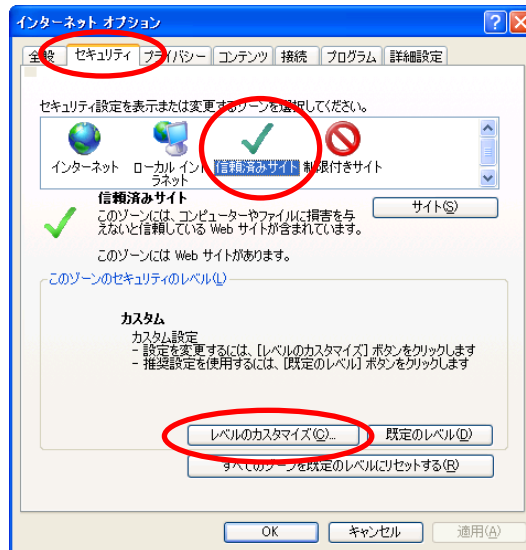 インターネット オプション
全般 セキュリティ プライバシー コンテンツ 接続 プログラム 詳細設定
セキュリティ設定を表示または変更するゾーンを選択してください。
インターネット ローカル イントラネット 信頼済みサイト 制限付きサイト
信頼済みサイト
サイト(S)
このゾーンには、コンピューターやファイルに損害を与
えないと信頼している Web サイトが含まれています。
このゾーンには Web サイトがあります。
このゾーンのセキュリティのレベル(L)
カスタム
カスタム設定
- 設定を変更するには、[レベルのカスタマイズ] ボタンをクリックします
- 推奨設定を使用するには、[既定のレベル] ボタンをクリックします
レベルのカスタマイズ(C)... 既定のレベル(D)
すべてのゾーンを既定のレベルにリセットする(R)
OK キャンセル 適用(A)